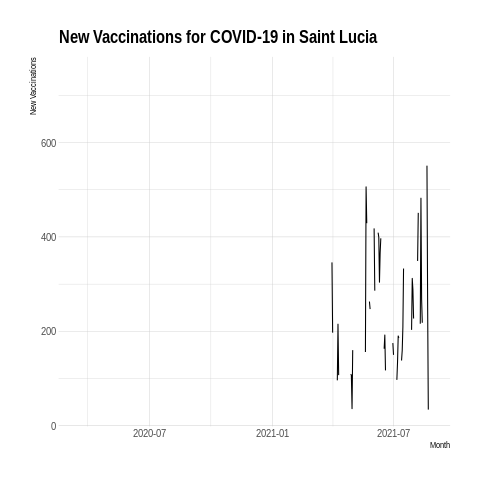 New Vaccinations for COVID-19 in Saint Lucia
New Vaccinations
600
400
200
0
2020-07
2021-01
2021-07
Month